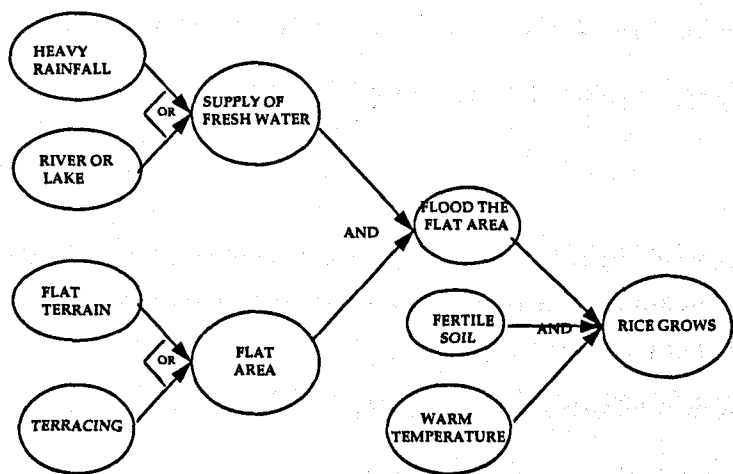 HEAVY
RAINFALL
OR
SUPPLY OF
FRESH WATER
RIVER OR
LAKE
AND
FLOOD THE
FLAT AREA
FLAT
TERRAIN
OR
FLAT
AREA
TERRACING
FERTILE
SOIL
AND
RICE GROWS
WARM
TEMPERATURE